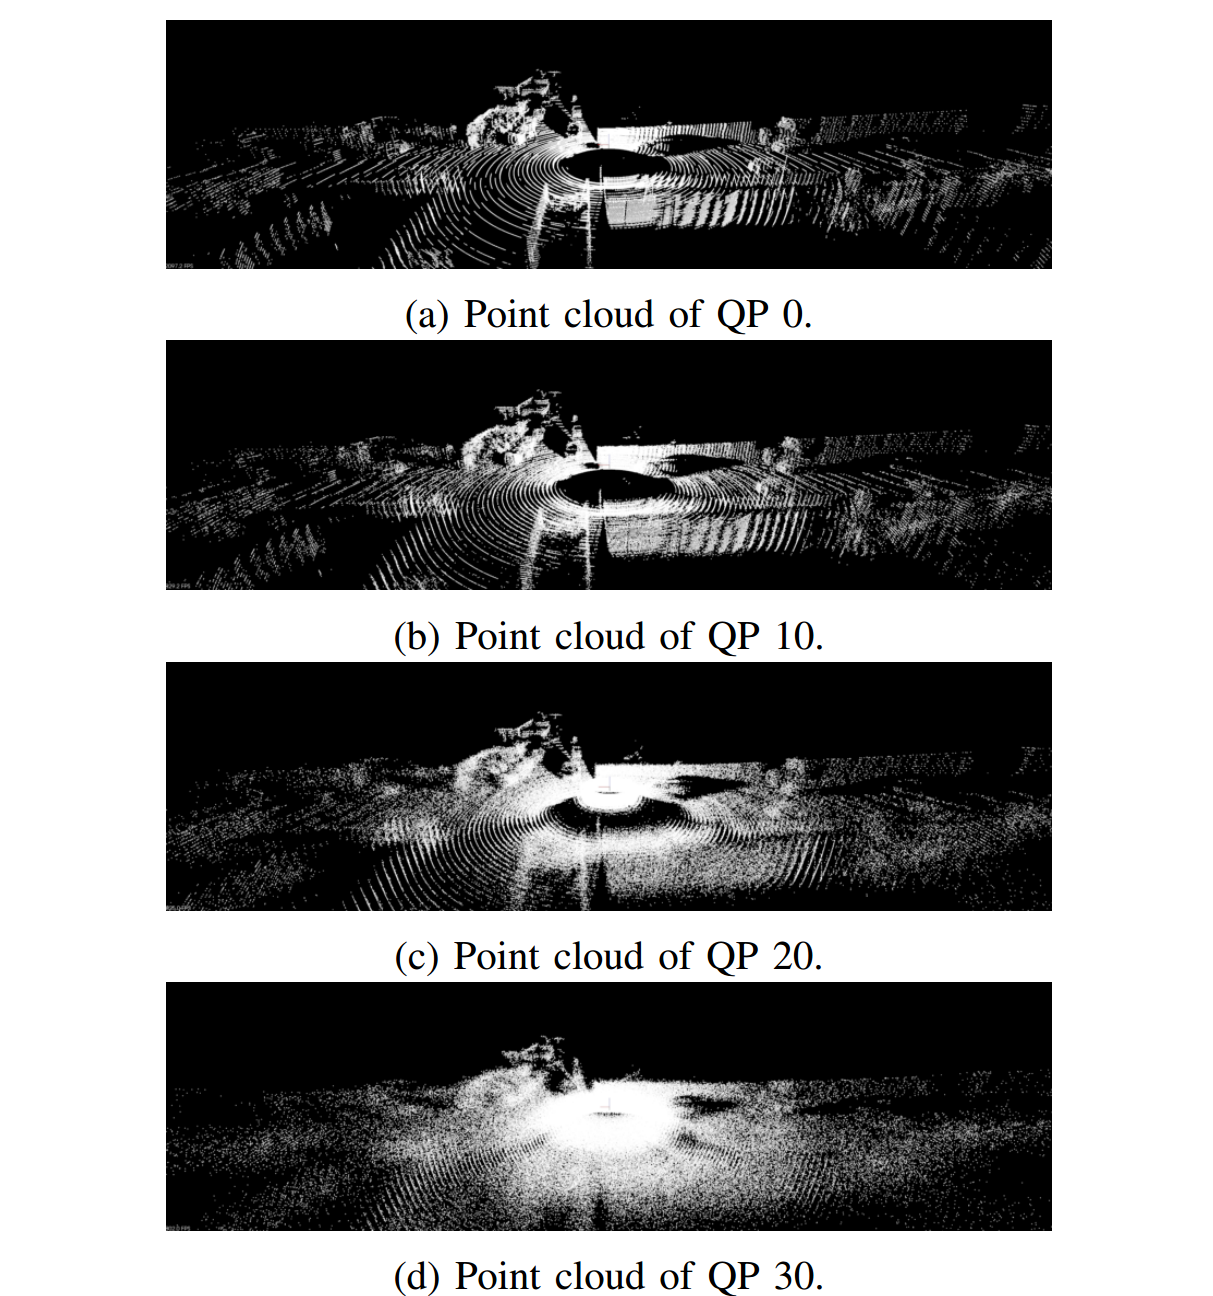 (a) Point cloud of QP 0.
(b) Point cloud of QP 10.
(c) Point cloud of QP 20.
(d) Point cloud of QP 30.